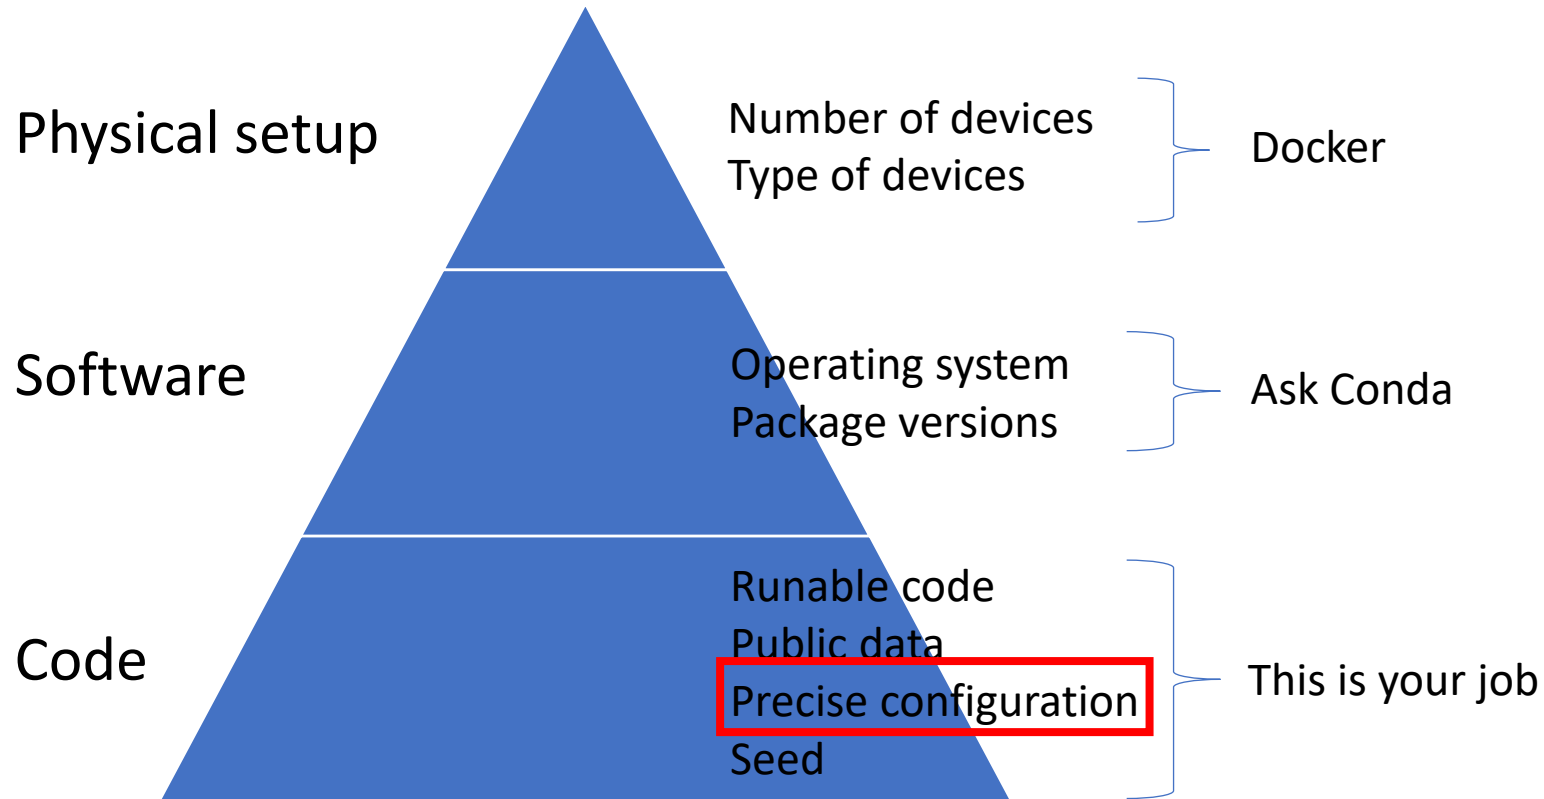 Physical setup
Number of devices
Type of devices
Docker
Software
Operating system
Package versions
Ask Conda
Code
Runable code
Public data
Precise configuration
Seed
This is your job